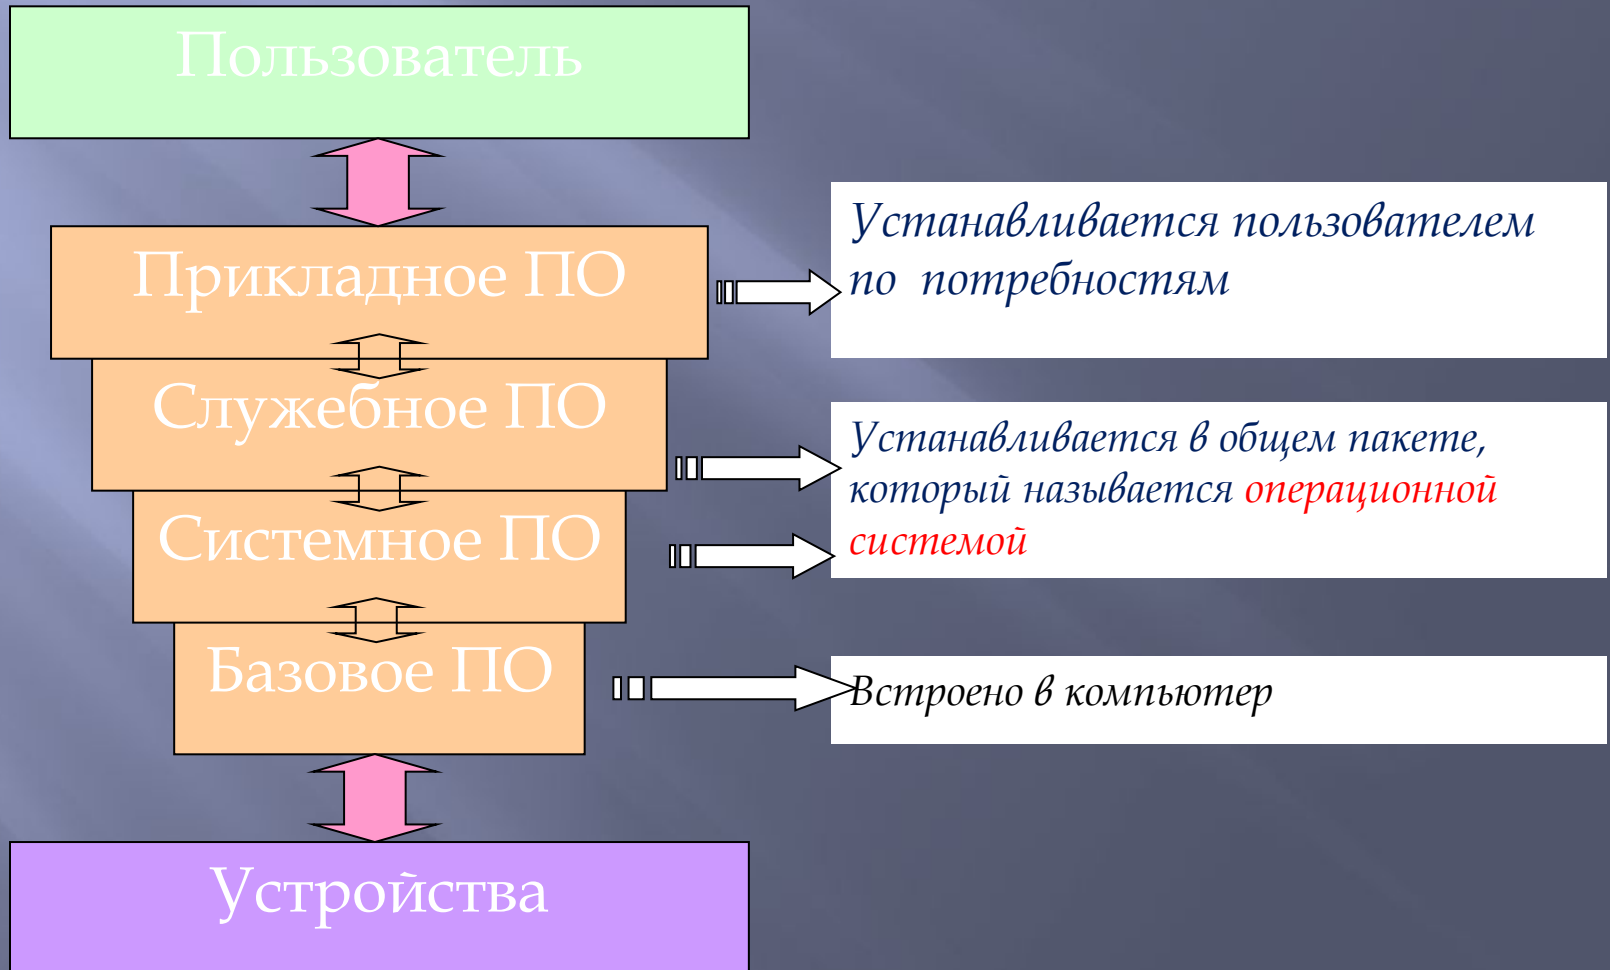 Пользователь
Прикладное ПО
Устанавливается пользователем
по потребностям
Служебное ПО
Системное ПО
Устанавливается в общем пакете,
который называется операционной
системой
Базовое ПО
Встроено в компьютер
Устройства